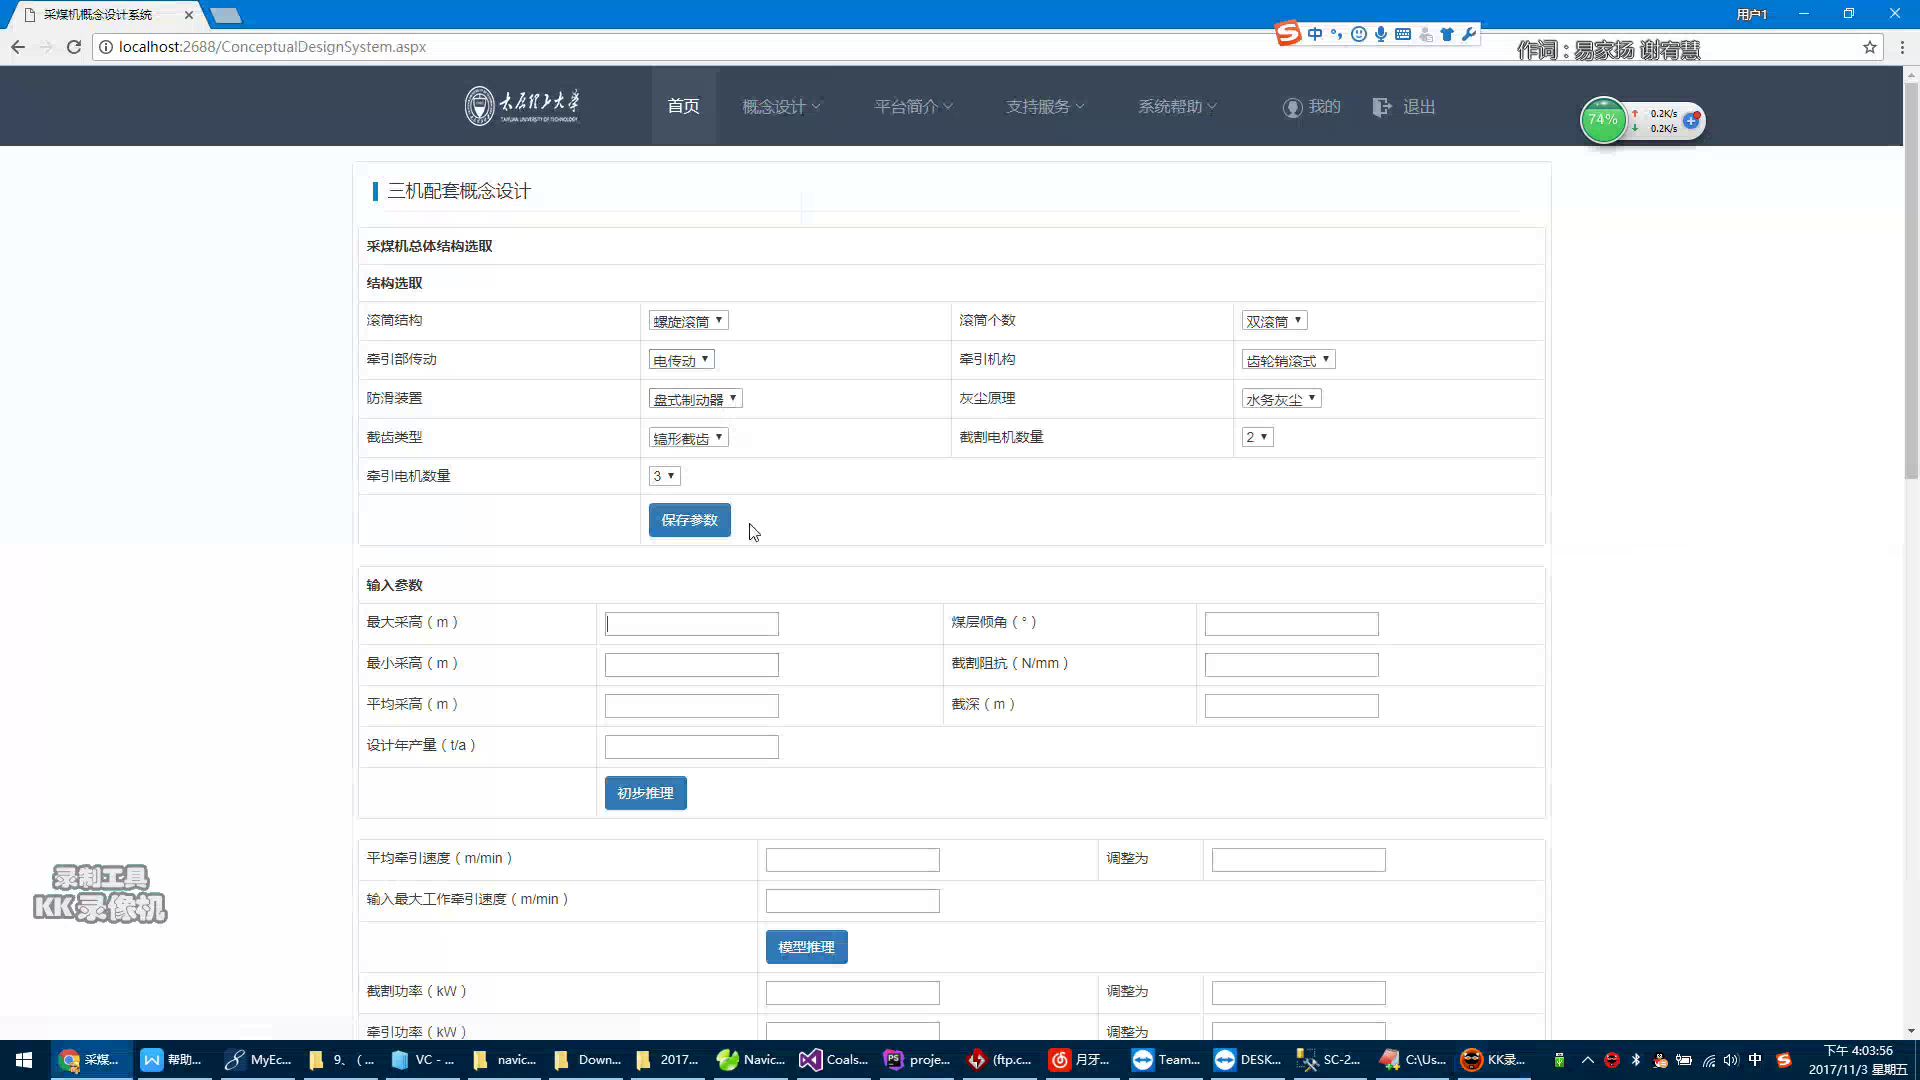 采煤机概念设计系统
用户1
localhost:2688/ConceptualDesignSystem.aspx
中
作词：易家扬 谢宥慧
太原理工大学
TAIYUAN UNIVERSITY OF TECHNOLOGY
首页
概念设计
平台简介
支持服务
系统帮助
我的
退出
74%
0.2K/s
0.2K/s
三机配套概念设计
采煤机总体结构选取
结构选取
滚筒结构 螺旋滚筒 滚筒个数 双滚筒
牵引部传动 电传动 牵引机构 齿轮销滚式
防滑装置 盘式制动器 灰尘原理 水务灰尘
截齿类型 镐形截齿 截割电机数量 2
牵引电机数量 3
保存参数
输入参数
最大采高（m） 煤层倾角（°）
最小采高（m） 截割阻抗（N/mm）
平均采高（m） 截深（m）
设计年产量（t/a）
初步推理
平均牵引速度（m/min） 调整为
输入最大工作牵引速度（m/min）
模型推理
截割功率（kW） 调整为
牵引功率（kW） 调整为
录制工具
KK录像机
采煤...
帮助...
MyEc...
9、（...
VC - ...
navic...
Down...
2017...
Navic...
Coals...
proje...
(ftp.c...
月牙...
Team...
DESK...
SC-2...
C:\Us...
KK录...
中
下午 4:03:56
2017/11/3 星期五